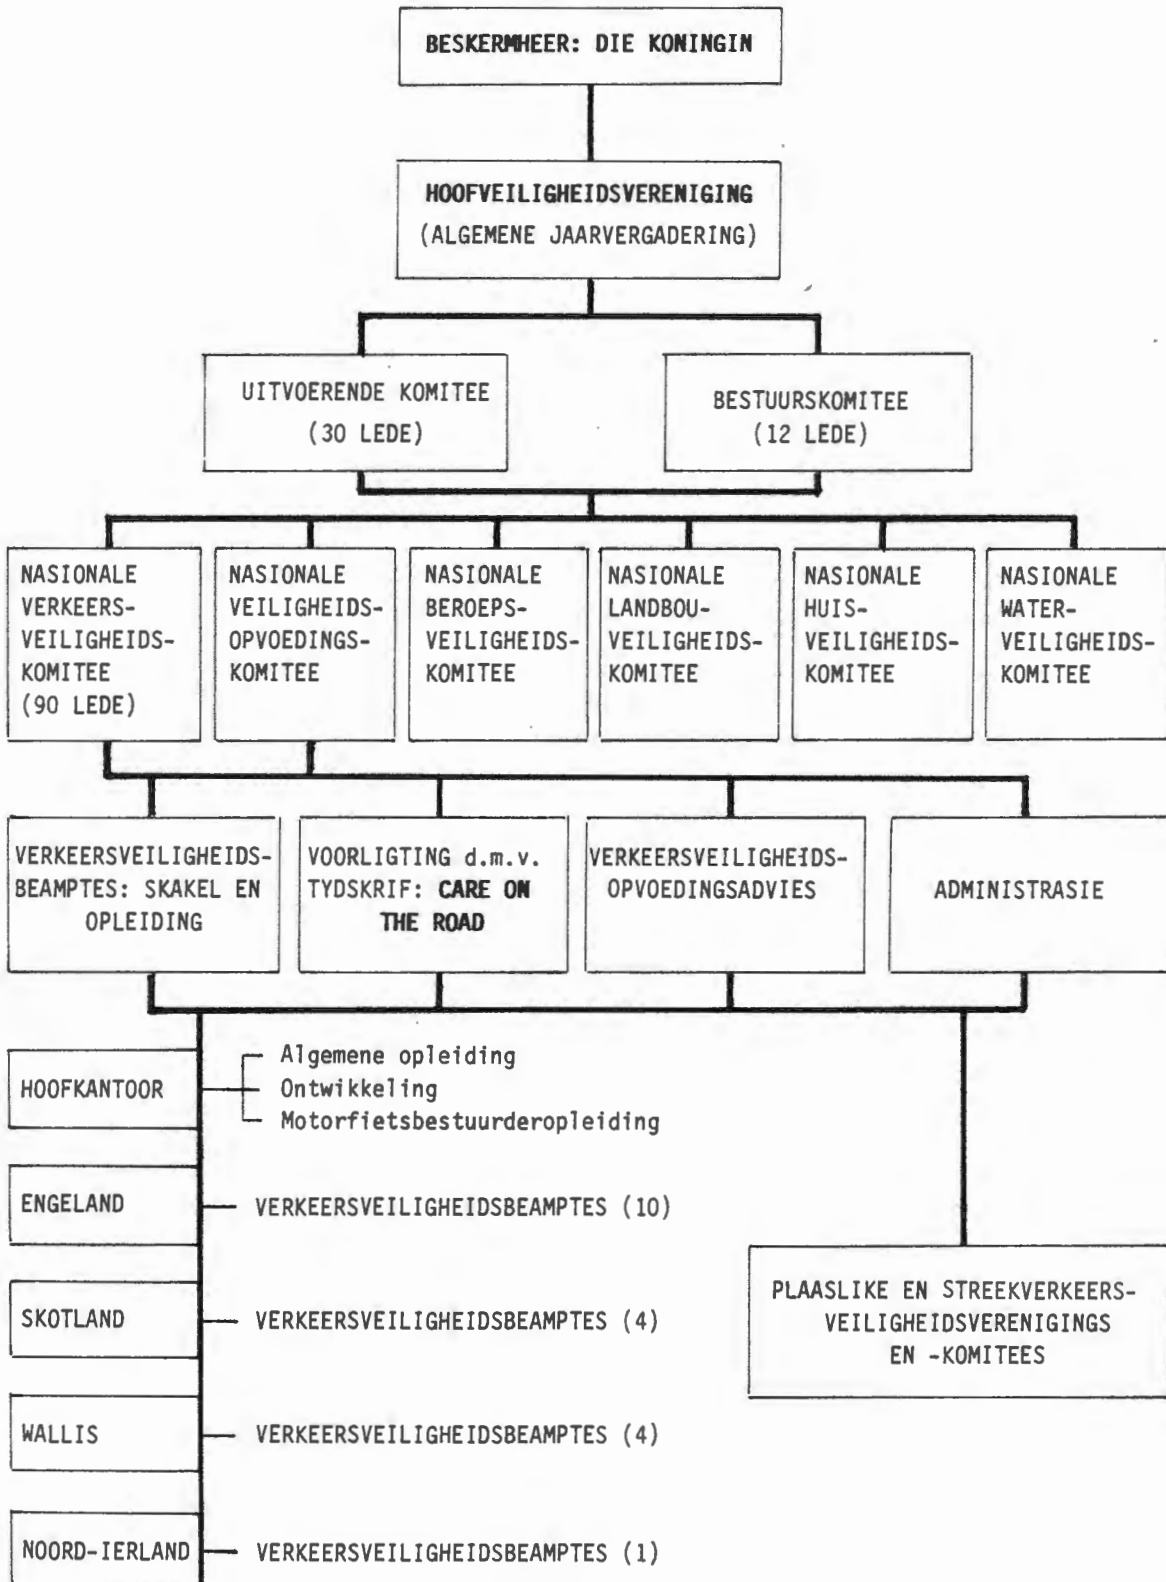 BESKERMHEER: DIE KONINGIN
HOOFVEILIGHEIDSVERENIGING
(ALGEMENE JAARVERGADERING)
UITVOERENDE KOMITEE
(30 LEDE)
BESTUURSKOMITEE
(12 LEDE)
NASIONALE
VERKEERS-
VEILIGHEIDS-
KOMITEE
(90 LEDE)
NASIONALE
VEILIGHEIDS-
OPVOEDINGS-
KOMITEE
NASIONALE
BEROEPS-
VEILIGHEIDS-
KOMITEE
NASIONALE
LANDBOU-
VEILIGHEIDS-
KOMITEE
NASIONALE
HUIS-
VEILIGHEIDS-
KOMITEE
NASIONALE
WATER-
VEILIGHEIDS-
KOMITEE
VERKEERSVEILIGHEIDS-
BEAMPTES: SKAKEL EN
OPLEIDING
VOORLIGTING d.m.v.
TYDSKRIF: CARE ON
THE ROAD
VERKEERSVEILIGHEIDS-
OPVOEDINGSADVIES
ADMINISTRASIE
HOOFKANTOOR
Algemene opleiding
Ontwikkeling
Motorfietsbestuurderopleiding
ENGELAND
VERKEERSVEILIGHEIDSBEAMPTES (10)
SKOTLAND
VERKEERSVEILIGHEIDSBEAMPTES (4)
WALLIS
VERKEERSVEILIGHEIDSBEAMPTES (4)
NOORD-IERLAND
VERKEERSVEILIGHEIDSBEAMPTES (1)
PLAASLIKE EN STREEKVERKEERS-
VEILIGHEIDSVERENIGINGS
EN -KOMITEES